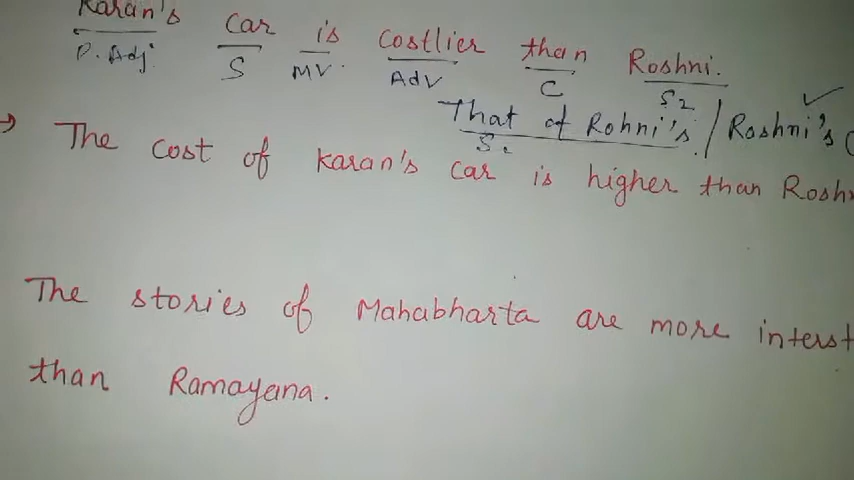 Karan's car is costlier than Roshni.
P. Adj S MV. Adv C S2
That of Rohni's. / Roshni's
S.
→ The cost of karan's car is higher than
The stories of Mahabharta are more
than Ramayana.